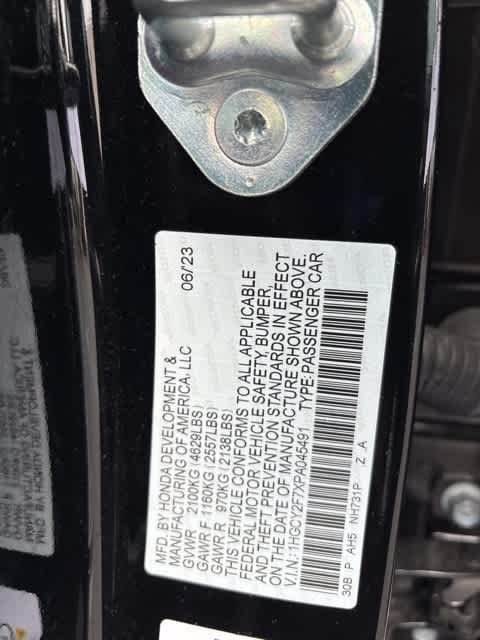 MFD. BY HONDA DEVELOPMENT & 06/23
MANUFACTURING OF AMERICA, LLC
GVWR 2100KG (4629LBS)
GAWR F 1160KG (2557LBS)
GAWR R 970KG (2138LBS)
THIS VEHICLE CONFORMS TO ALL APPLICABLE
FEDERAL MOTOR VEHICLE SAFETY, BUMPER,
AND THEFT PREVENTION STANDARDS IN EFFECT
ON THE DATE OF MANUFACTURE SHOWN ABOVE.
V.I.N.: 1HGCY2F7XPA045491 TYPE: PASSENGER CAR
30B P AH5 NH731P Z A